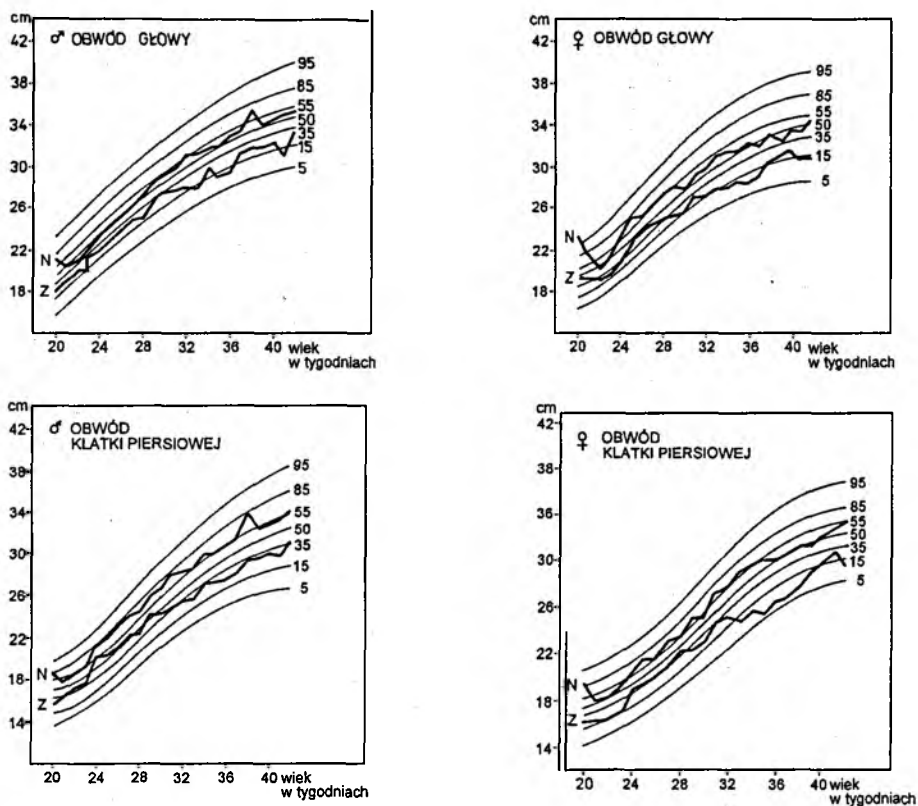 cm
♂ OBWÓD GŁOWY
42
38
34
30
26
22
18
95
85
55
50
35
15
5
N
Z
20 24 28 32 36 40 wiek
w tygodniach
cm
♀ OBWÓD GŁOWY
42
38
34
30
26
22
18
95
85
55
50
35
15
5
N
Z
20 24 28 32 36 40 wiek
w tygodniach
cm
♂ OBWÓD
KLATKI PIERSIOWEJ
42
38
34
30
26
22
18
14
95
85
55
50
35
15
5
N
Z
20 24 28 32 36 40 wiek
w tygodniach
cm
♀ OBWÓD
KLATKI PIERSIOWEJ
42
38
36
30
26
22
18
14
95
85
55
50
35
15
5
N
Z
20 24 28 32 36 40 wiek
w tygodniach